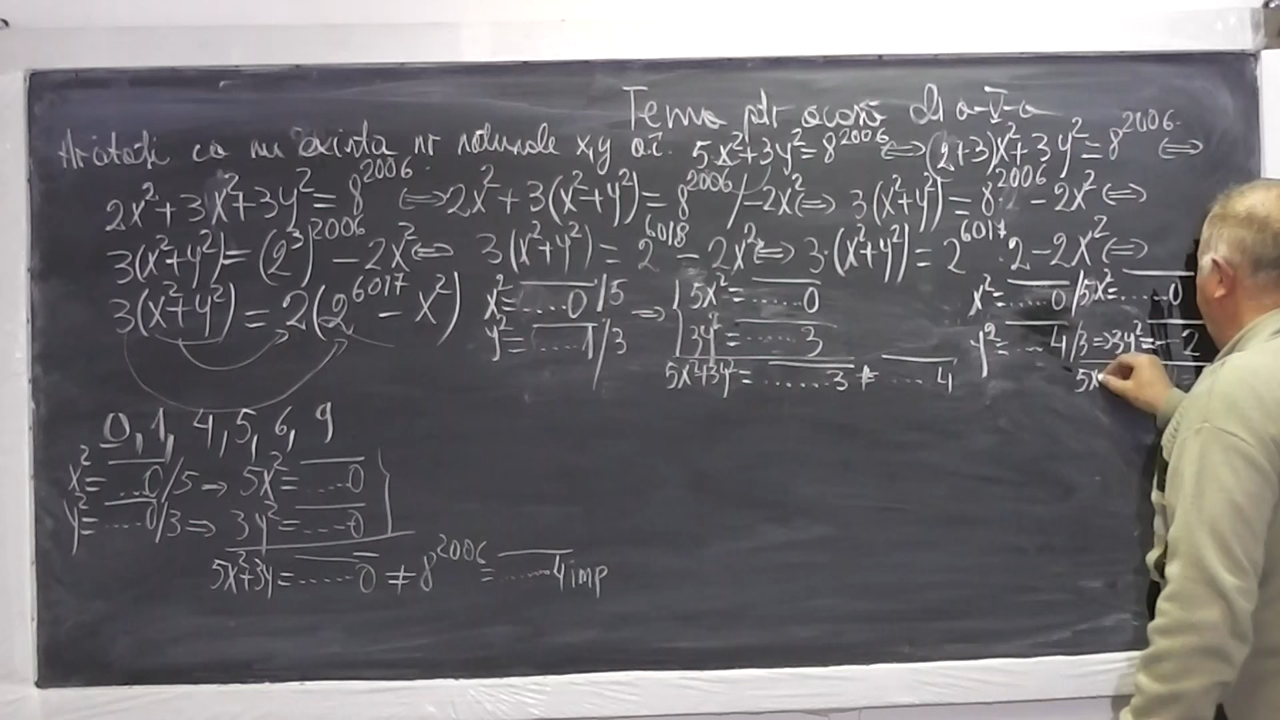 Tema ptr acasă di a-V-a
Arătați că nu există nr naturale x,y a.î. 5x²+3y²=8²⁰⁰⁶ ⇔ (2+3)x²+3y²=8²⁰⁰⁶ ⇔
2x²+3x²+3y²=8²⁰⁰⁶ ⇔ 2x²+3(x²+y²)=8²⁰⁰⁶/-2x² ⇔ 3(x²+y²)=8²⁰⁰⁶-2x² ⇔
3(x²+y²)=(2³)²⁰⁰⁶-2x² ⇔ 3(x²+y²)=2⁶⁰¹⁸-2x² ⇔ 3·(x²+y²)=2⁶⁰¹⁷·2-2x² ⇔
3(x²+y²)=2(2⁶⁰¹⁷-x²)
x²=....0/5 ⇒ 5x²=.....0
y²=....1/3 3y²=.....3
5x²+3y²=......3≠.....4
x²=....0/5x²=.....0
y²=....4/3⇒3y²=...2
5x
0,1,4,5,6,9
x²=...0/5→5x²=....0
y²=....0/3⇒3y²=....0
5x²+3y=.....0≠8²⁰⁰⁶=......4 imp